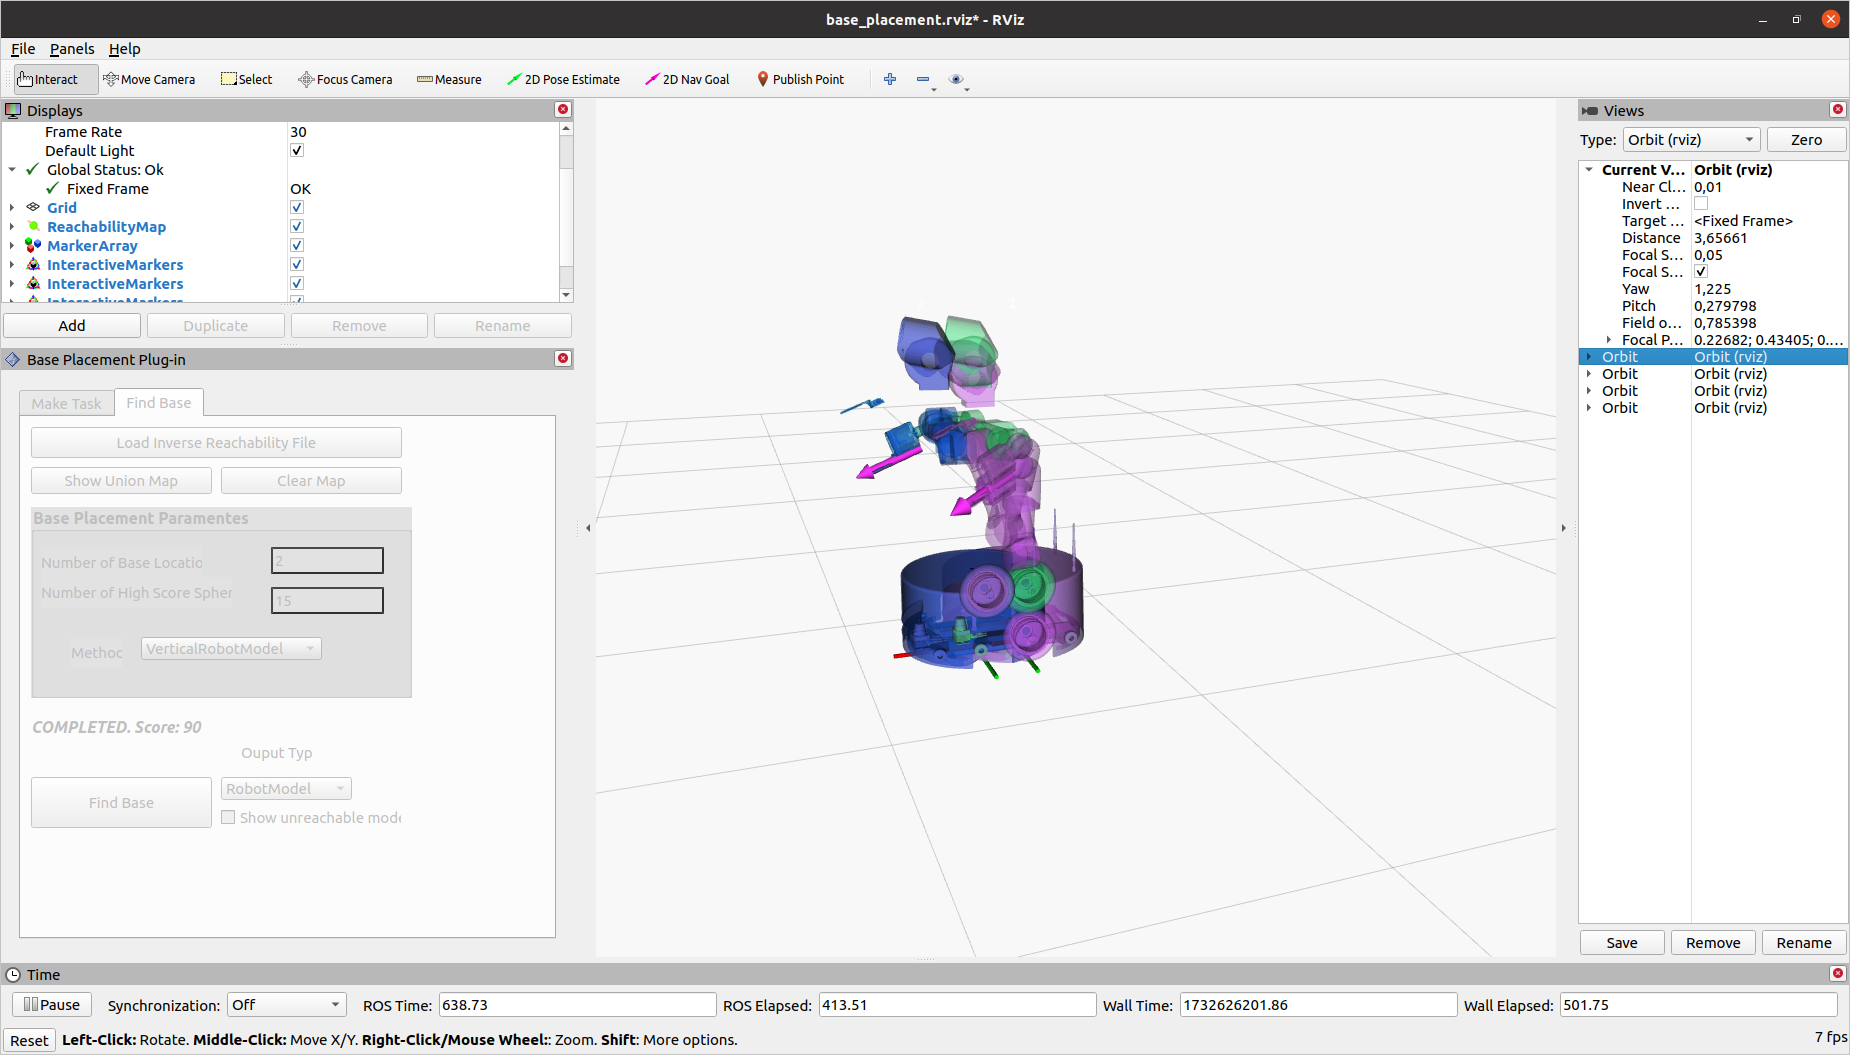 base_placement.rviz* - RViz
File Panels Help
Interact Move Camera Select Focus Camera Measure 2D Pose Estimate 2D Nav Goal Publish Point
Displays
Frame Rate 30
Default Light
Global Status: Ok
Fixed Frame OK
Grid
ReachabilityMap
MarkerArray
InteractiveMarkers
InteractiveMarkers
InteractiveMarkers
Add Duplicate Remove Rename
Base Placement Plug-in
Make Task Find Base
Load Inverse Reachability File
Show Union Map Clear Map
Base Placement Paramentes
Number of Base Locatio 2
Number of High Score Spher 15
Methoc VerticalRobotModel
COMPLETED. Score: 90
Ouput Typ
Find Base RobotModel
Show unreachable mode
Views
Type: Orbit (rviz) Zero
Current V... Orbit (rviz)
Near Cl... 0,01
Invert ...
Target ... <Fixed Frame>
Distance 3,65661
Focal S... 0,05
Focal S...
Yaw 1,225
Pitch 0,279798
Field o... 0,785398
Focal P... 0.22682; 0.43405; 0....
Orbit Orbit (rviz)
Orbit Orbit (rviz)
Orbit Orbit (rviz)
Orbit Orbit (rviz)
Save Remove Rename
Time
Pause Synchronization: Off ROS Time: 638.73 ROS Elapsed: 413.51 Wall Time: 1732626201.86 Wall Elapsed: 501.75
Reset Left-Click: Rotate. Middle-Click: Move X/Y. Right-Click/Mouse Wheel:: Zoom. Shift: More options. 7 fps